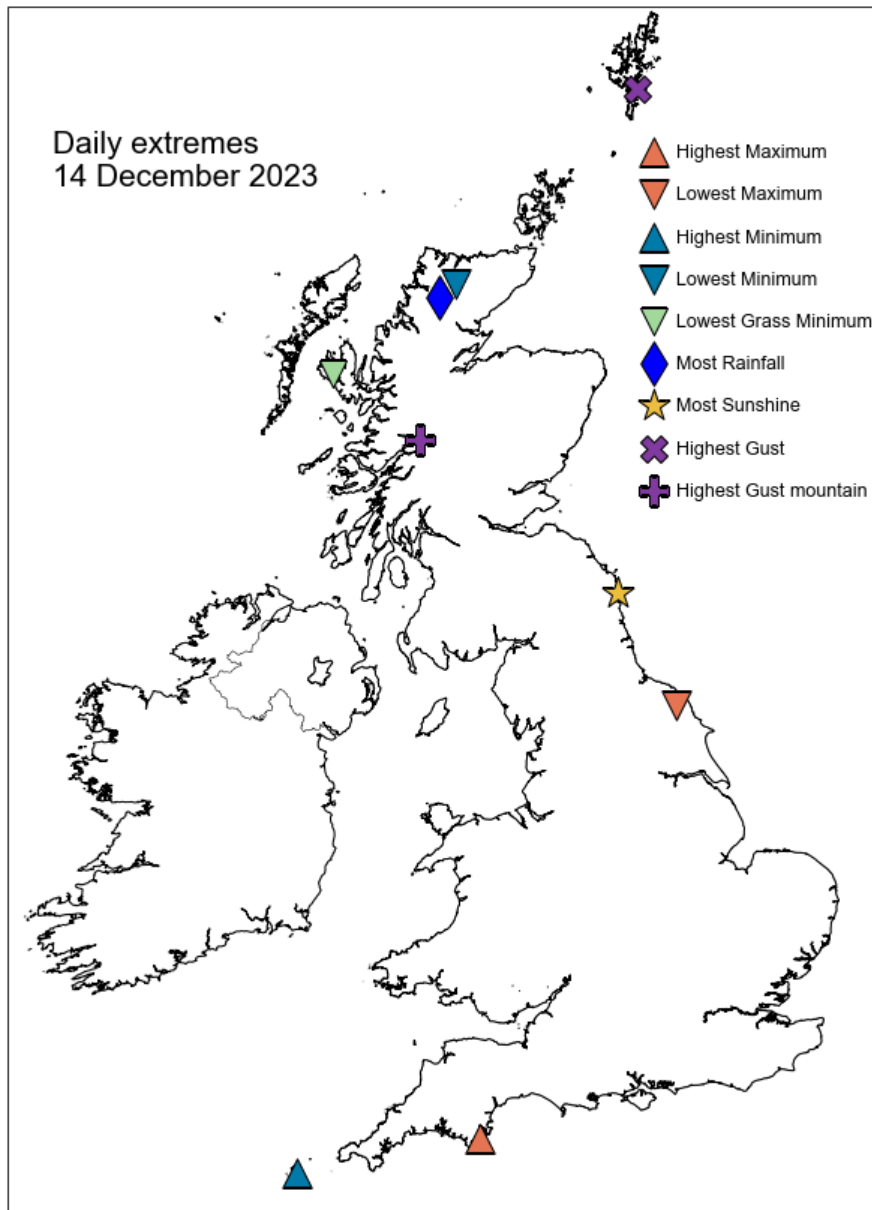 Daily extremes
14 December 2023
Highest Maximum
Lowest Maximum
Highest Minimum
Lowest Minimum
Lowest Grass Minimum
Most Rainfall
Most Sunshine
Highest Gust
Highest Gust mountain